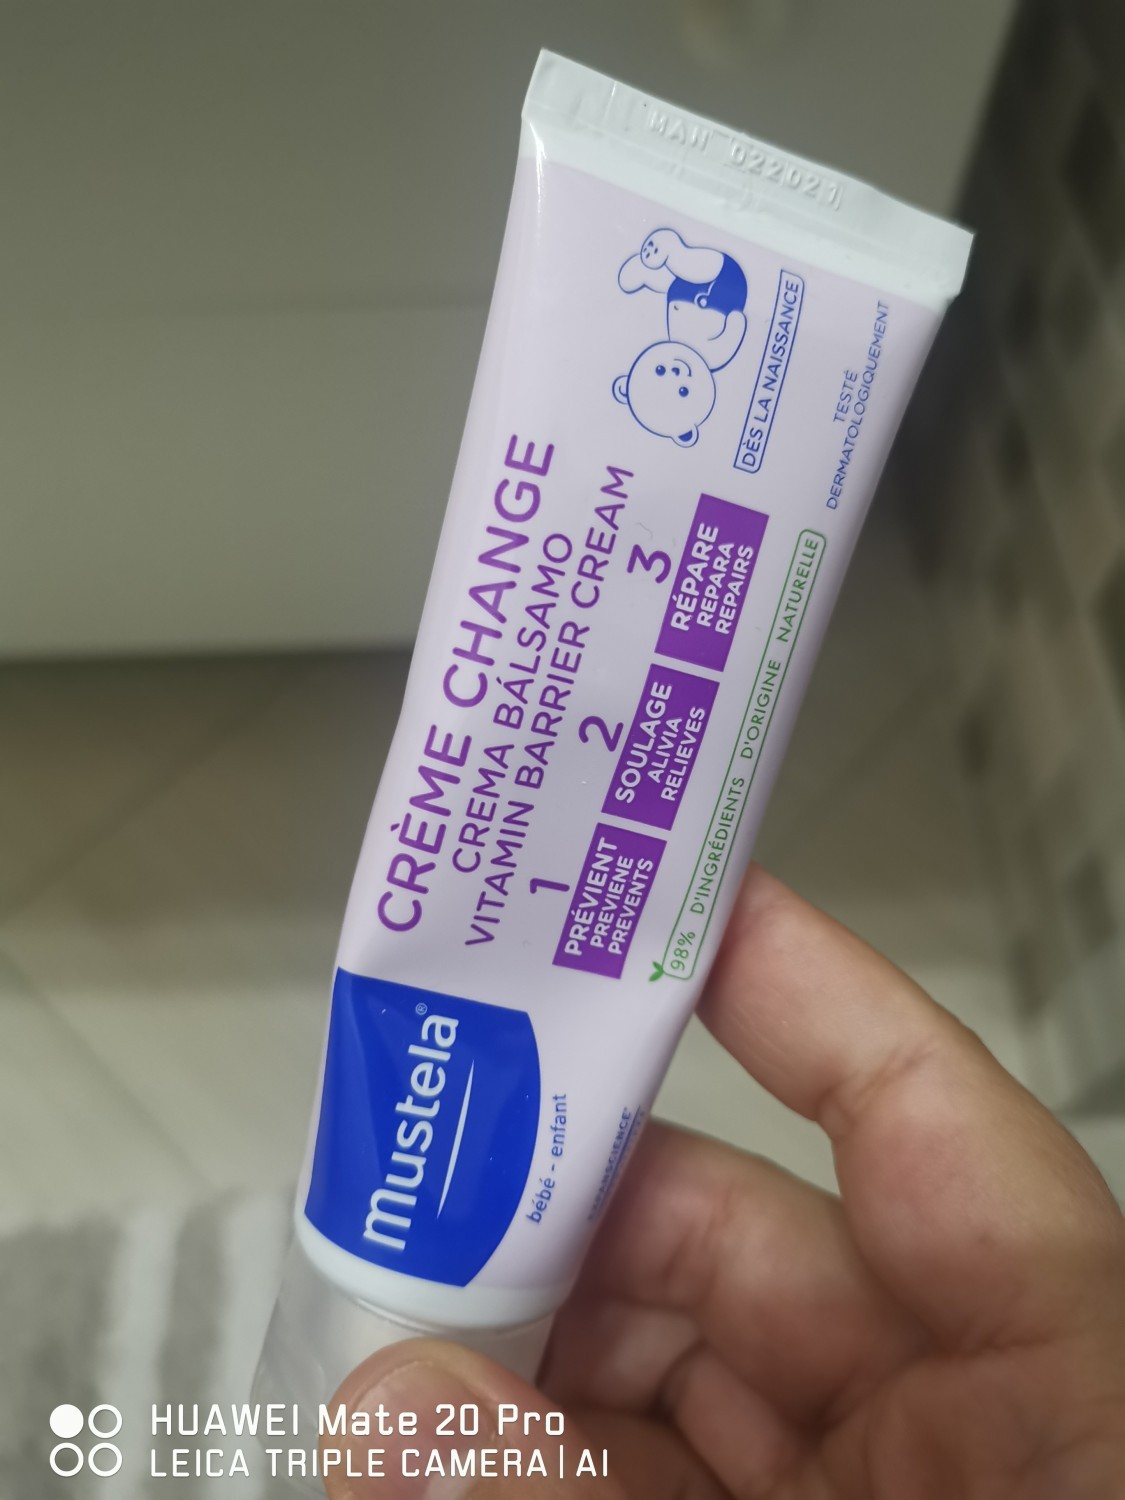 MAN 022021
CRÈME CHANGE
CREMA BÁLSAMO
VITAMIN BARRIER CREAM
1
PRÉVIENT
PREVIENE
PREVENTS
2
SOULAGE
ALIVIA
RELIEVES
3
RÉPARE
REPARA
REPAIRS
98% D'INGRÉDIENTS D'ORIGINE NATURELLE
DÈS LA NAISSANCE
TESTÉ
DERMATOLOGIQUEMENT
mustela®
bébé - enfant
HUAWEI Mate 20 Pro
LEICA TRIPLE CAMERA | AI